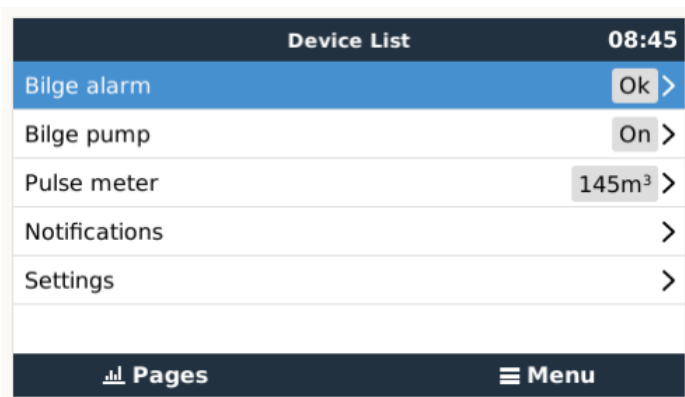 Device List 08:45
Bilge alarm Ok
Bilge pump On
Pulse meter 145m³
Notifications
Settings
Pages Menu